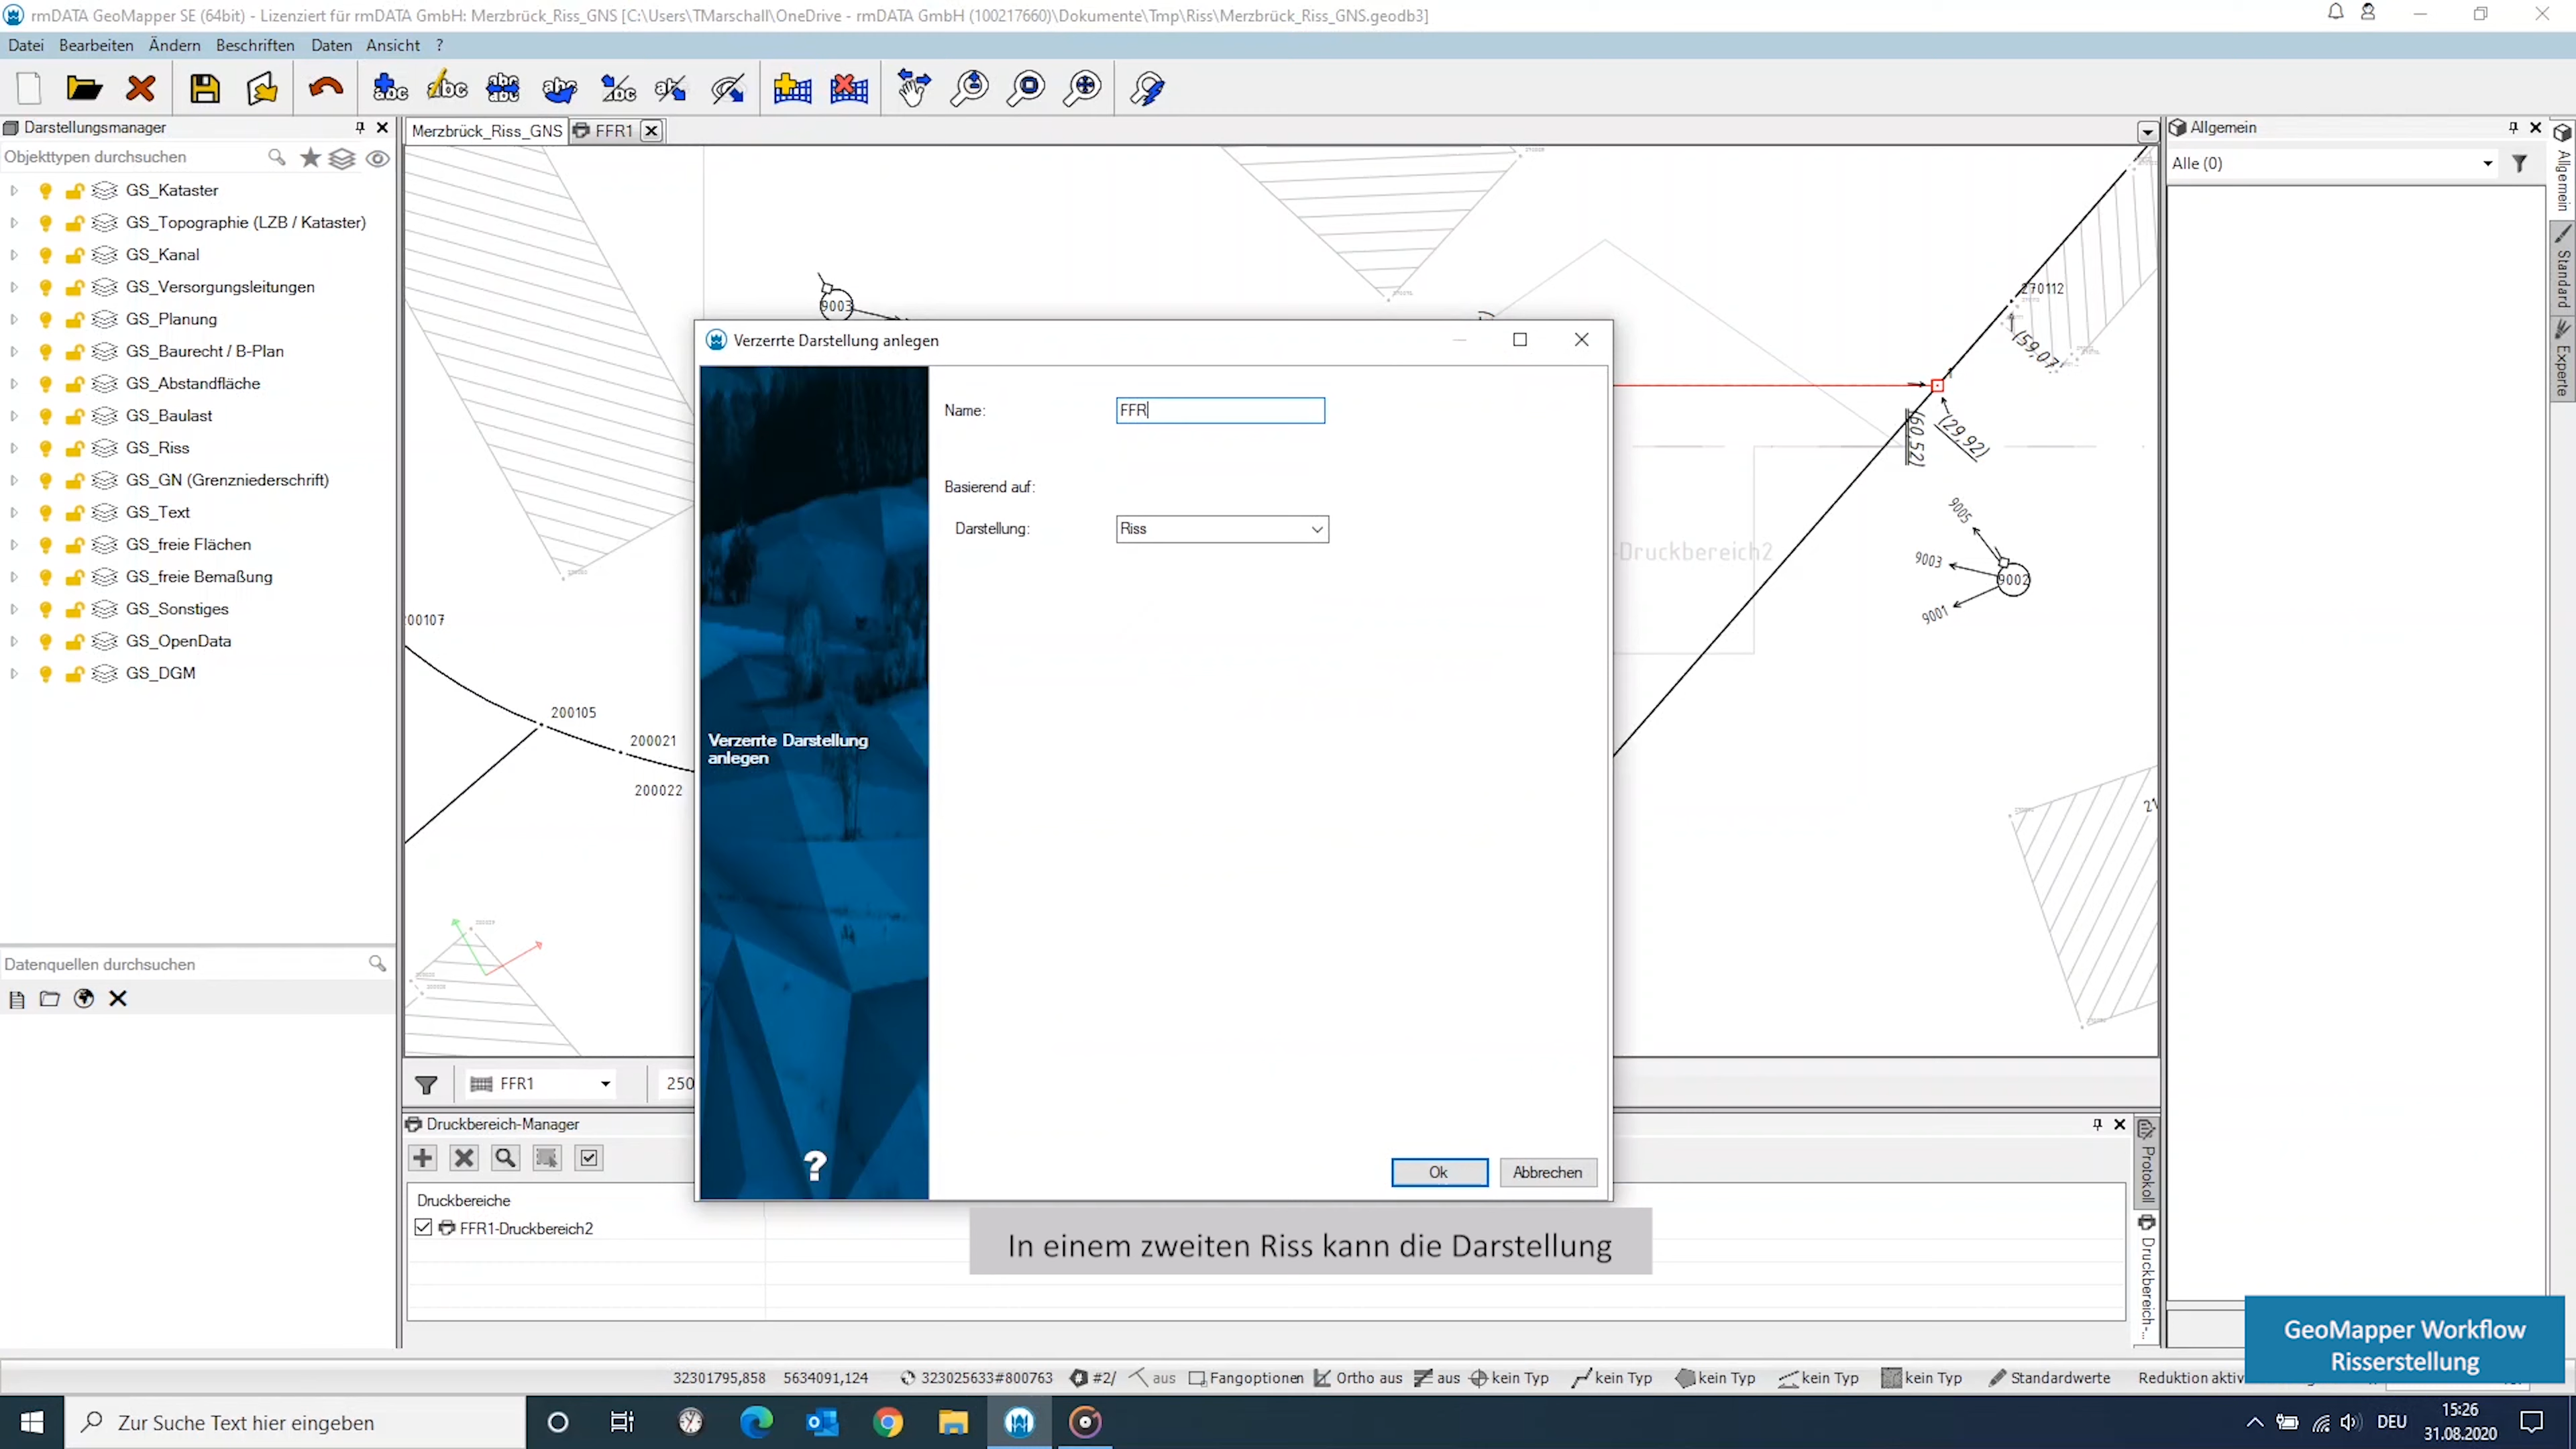 rmDATA GeoMapper SE (64bit) - Lizenziert für rmDATA GmbH: Merzbrück_Riss_GNS [C:\Users\TMarschall\OneDrive - rmDATA GmbH (100217660)\Dokumente\Tmp\Riss\Merzbrück_Riss_GNS.geodb3]
Datei Bearbeiten Ändern Beschriften Daten Ansicht ?
Darstellungsmanager
Objekttypen durchsuchen
GS_Kataster
GS_Topographie (LZB / Kataster)
GS_Kanal
GS_Versorgungsleitungen
GS_Planung
GS_Baurecht / B-Plan
GS_Abstandfläche
GS_Baulast
GS_Riss
GS_GN (Grenzniederschrift)
GS_Text
GS_freie Flächen
GS_freie Bemaßung
GS_Sonstiges
GS_OpenData
GS_DGM
Datenquellen durchsuchen
Merzbrück_Riss_GNS
FFR1
9003
200107
200105
200021
200022
270112
(59,07)
(60,52)
(29,92)
9005
9003
9001
9002
-Druckbereich2
Verzerrte Darstellung anlegen
Verzerrte Darstellung
anlegen
?
Name: FFR
Basierend auf:
Darstellung: Riss
Ok
Abbrechen
FFR1
250
Druckbereich-Manager
Druckbereiche
FFR1-Druckbereich2
In einem zweiten Riss kann die Darstellung
Protokoll
Druckbereich-...
Allgemein
Alle (0)
Allgemein
Standard
Experte
GeoMapper Workflow
Risserstellung
32301795,858 5634091,124 323025633#800763 #2/ aus Fangoptionen Ortho aus aus kein Typ kein Typ kein Typ kein Typ kein Typ Standardwerte Reduktion aktiv
Zur Suche Text hier eingeben
DEU
15:26
31.08.2020